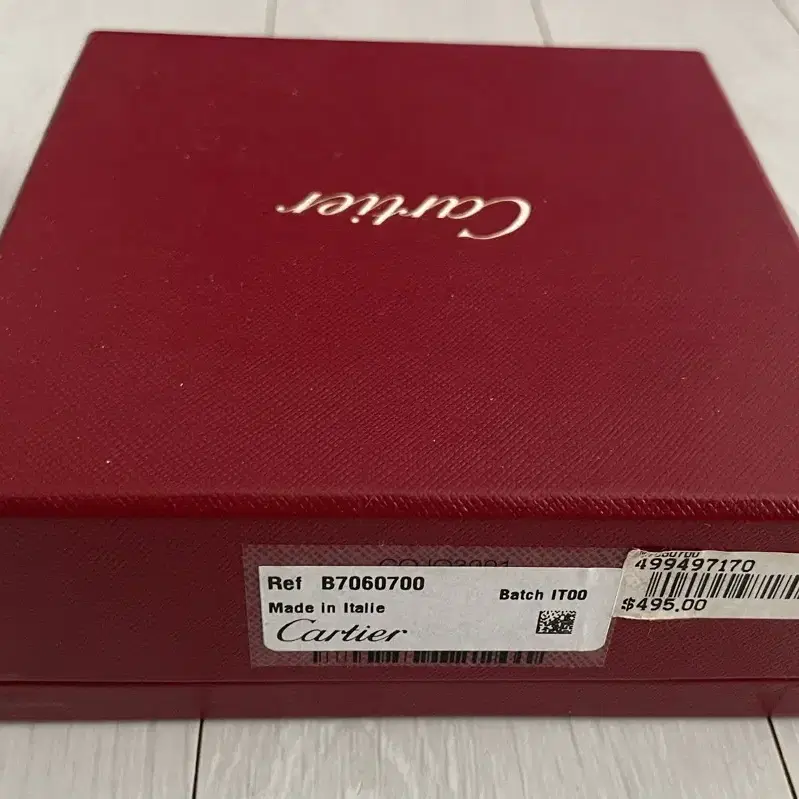 Cartier
Ref B7060700
Batch IT00
Made in Italie
Cartier
499497170
$495.00